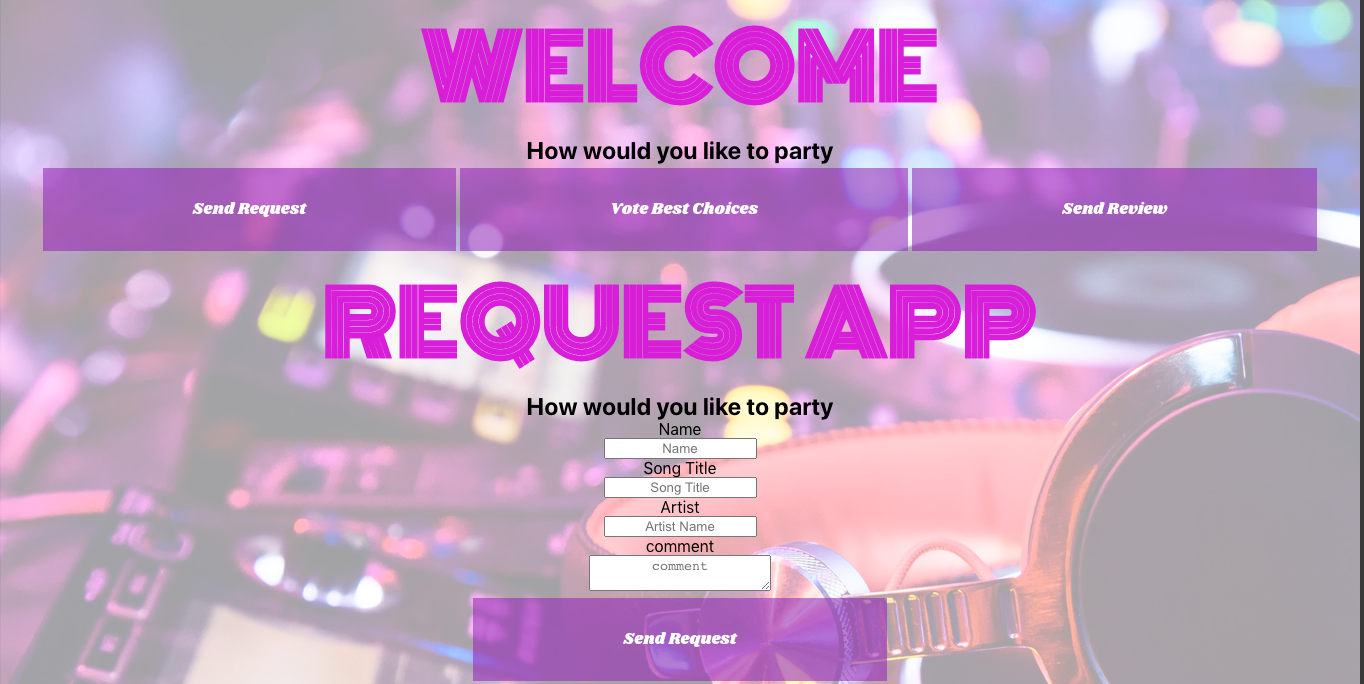 WELCOME
How would you like to party
Send Request Vote Best Choices Send Review
REQUEST APP
How would you like to party
Name
Name
Song Title
Song Title
Artist
Artist Name
comment
comment
Send Request